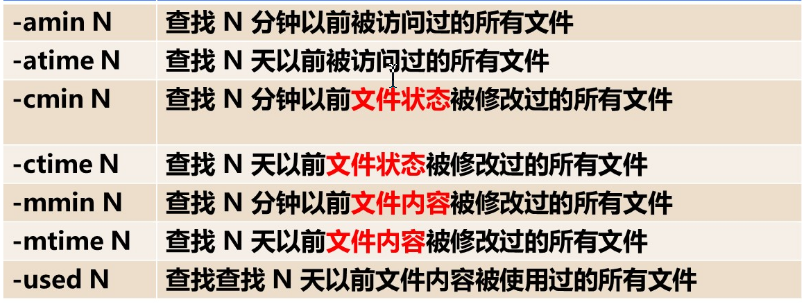 -amin N 查找 N 分钟以前被访问过的所有文件
-atime N 查找 N 天以前被访问过的所有文件
-cmin N 查找 N 分钟以前文件状态被修改过的所有文件
-ctime N 查找 N 天以前文件状态被修改过的所有文件
-mmin N 查找 N 分钟以前文件内容被修改过的所有文件
-mtime N 查找 N 天以前文件内容被修改过的所有文件
-used N 查找查找 N 天以前文件内容被使用过的所有文件